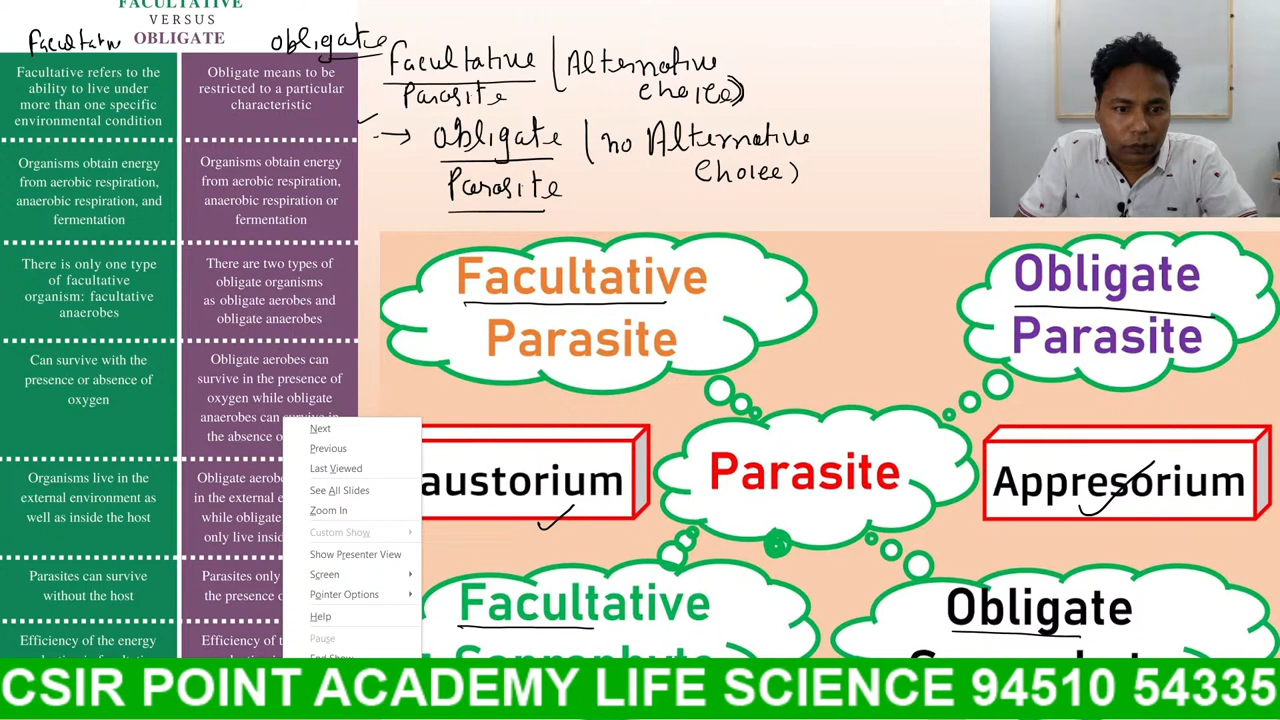 FACULTATIVE
VERSUS
OBLIGATE
obligate
Facultative refers to the
ability to live under
more than one specific
environmental condition
Obligate means to be
restricted to a particular
characteristic
Organisms obtain energy
from aerobic respiration,
anaerobic respiration, and
fermentation
Organisms obtain energy
from aerobic respiration,
anaerobic respiration or
fermentation
There is only one type
of facultative
organism: facultative
anaerobes
There are two types of
obligate organisms
as obligate aerobes and
obligate anaerobes
Can survive with the
presence or absence of
oxygen
Obligate aerobes can
survive in the presence of
oxygen while obligate
anaerobes can survive in
the absence o
Organisms live in the
external environment as
well as inside the host
Obligate aerob
in the external e
while obligate
only live insid
Parasites can survive
without the host
Parasites only
the presence o
Efficiency of the energy
Efficiency of t
Facultative (Alternative
Parasite choice)
→ obligate (no Alternative
Parasite choice)
Facultative
Parasite
Obligate
Parasite
austorium
Parasite
Appresorium
Facultative
Saprophyte
Obligate
Next
Previous
Last Viewed
See All Slides
Zoom In
Custom Show
Show Presenter View
Screen
Pointer Options
Help
Pause
End Show
CSIR POINT ACADEMY LIFE SCIENCE 94510 54335